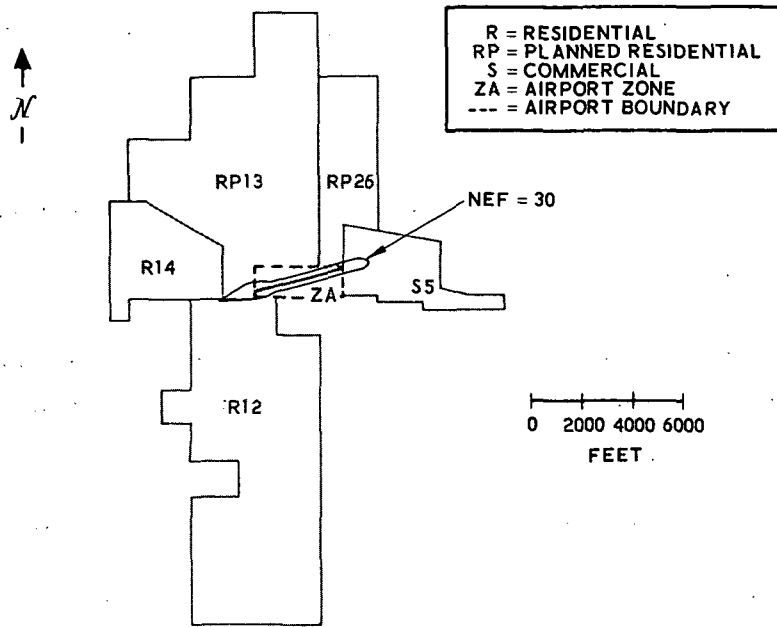 R = RESIDENTIAL
RP = PLANNED RESIDENTIAL
S = COMMERCIAL
ZA = AIRPORT ZONE
--- = AIRPORT BOUNDARY
N
RP13
RP26
NEF = 30
R14
ZA
S5
R12
0 2000 4000 6000
FEET